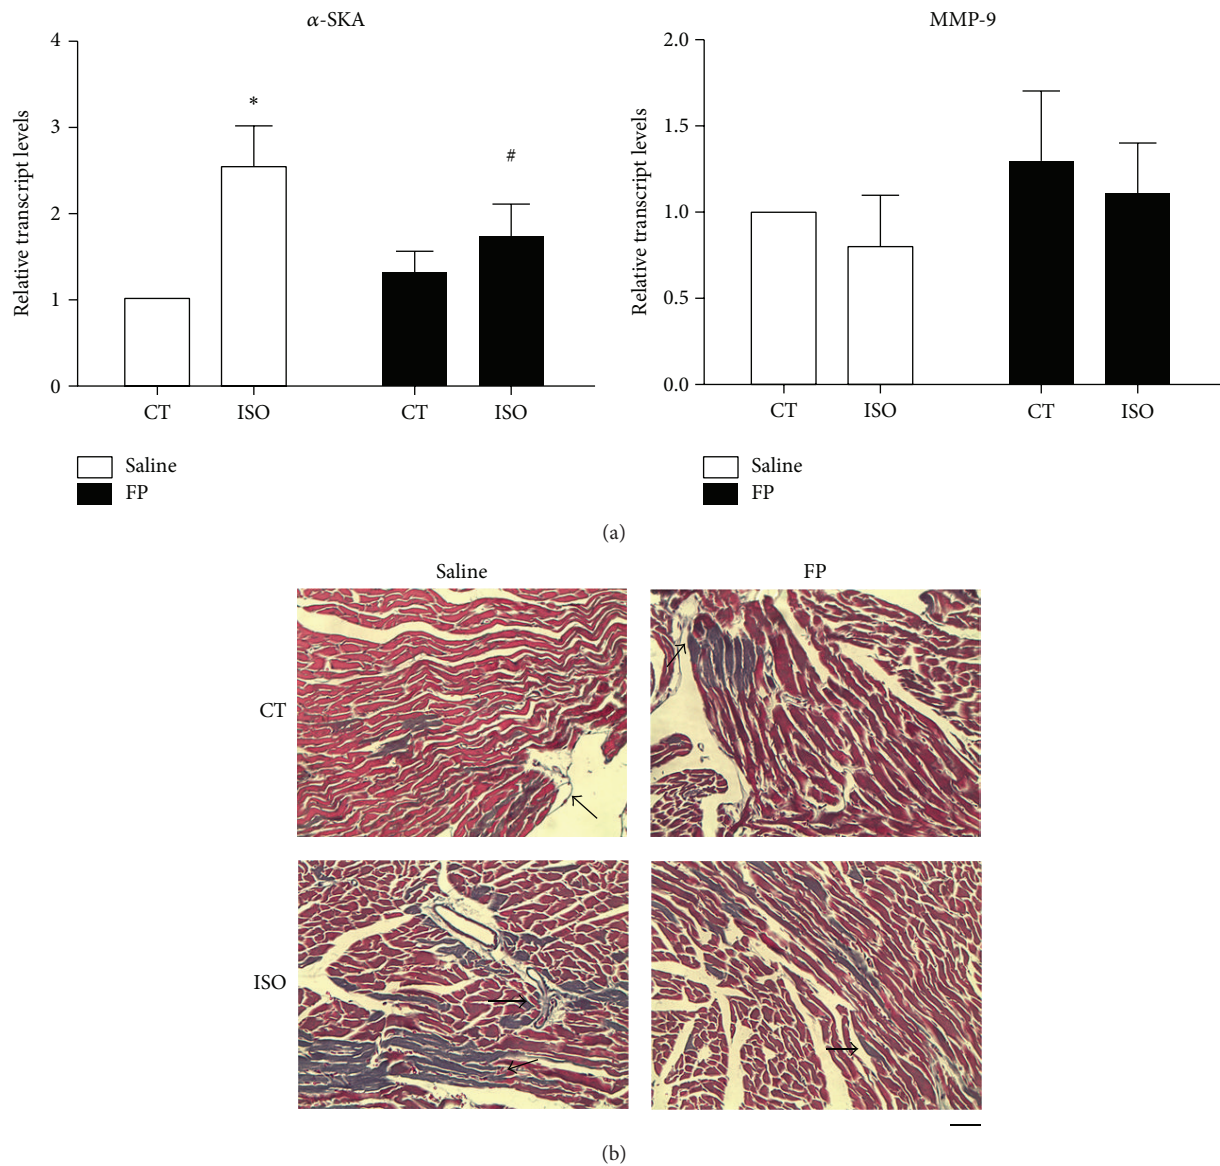 α-SKA
4
3
2
1
0
Relative transcript levels
*
#
CT
ISO
CT
ISO
Saline
FP
MMP-9
2.0
1.5
1.0
0.5
0.0
Relative transcript levels
CT
ISO
CT
ISO
Saline
FP
(a)
Saline
FP
CT
ISO
(b)